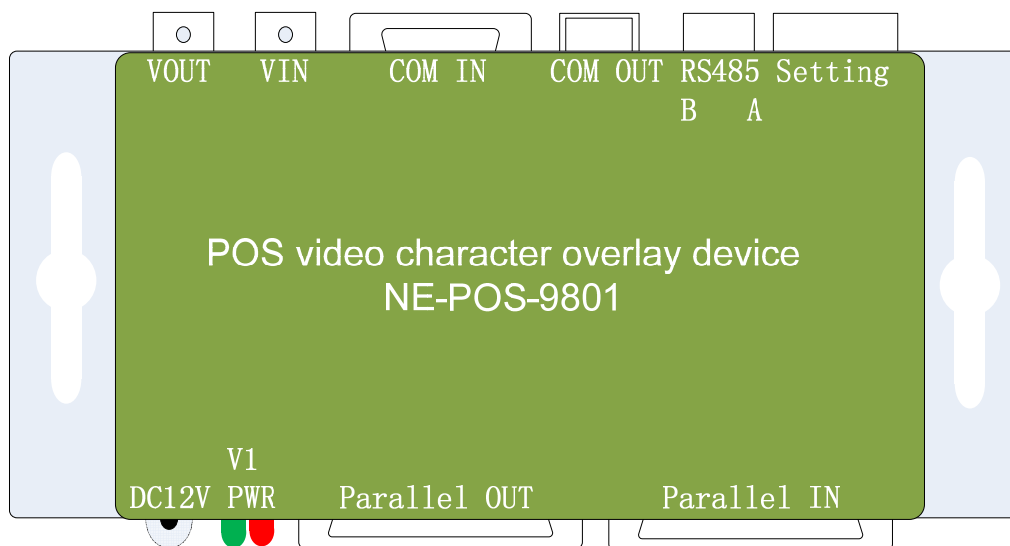 VOUT VIN COM IN COM OUT RS485 Setting
B A
POS video character overlay device
NE-POS-9801
V1
DC12V PWR Parallel OUT Parallel IN